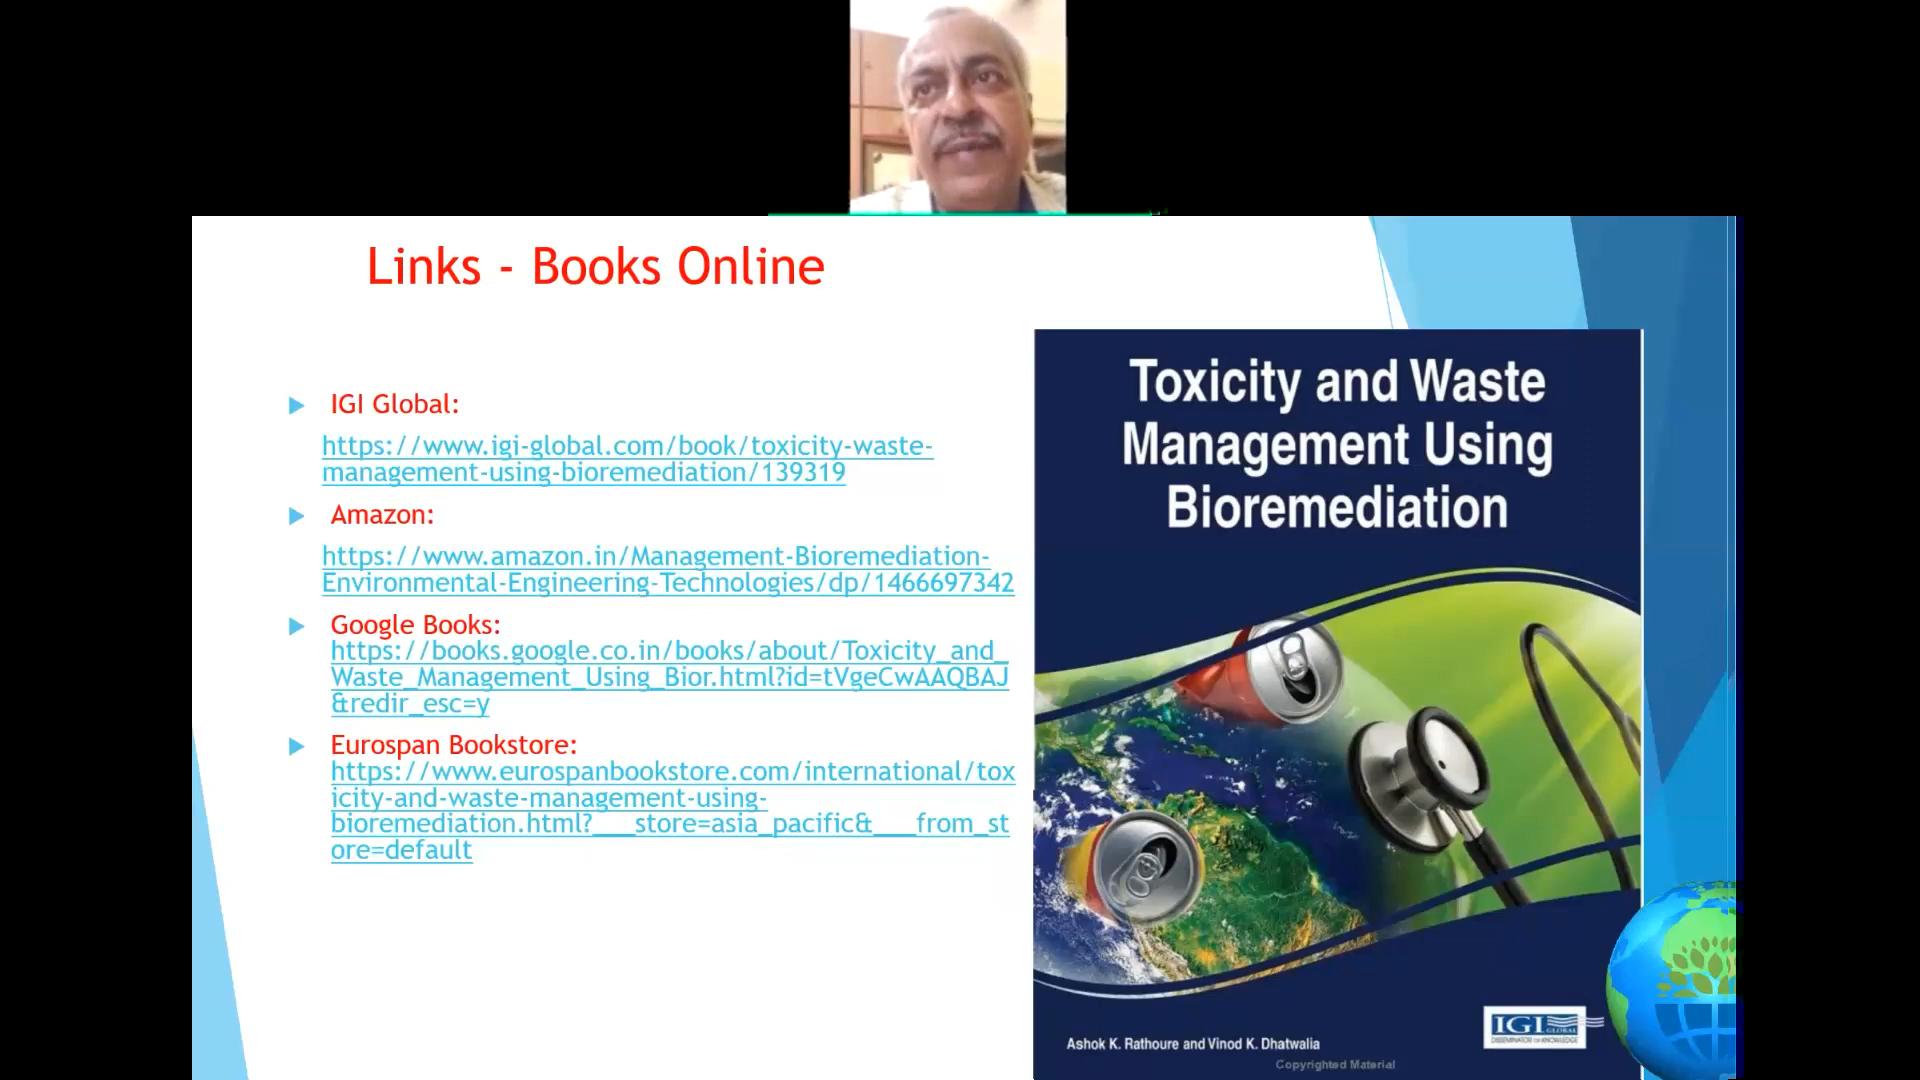 Links - Books Online
IGI Global:
https://www.igi-global.com/book/toxicity-waste-
management-using-bioremediation/139319
Amazon:
https://www.amazon.in/Management-Bioremediation-
Environmental-Engineering-Technologies/dp/1466697342
Google Books:
https://books.google.co.in/books/about/Toxicity_and_
Waste_Management_Using_Bior.html?id=tVgeCwAAQBAJ
&redir_esc=y
Eurospan Bookstore:
https://www.eurospanbookstore.com/international/tox
icity-and-waste-management-using-
bioremediation.html?___store=asia_pacific&___from_st
ore=default
Toxicity and Waste
Management Using
Bioremediation
Ashok K. Rathoure and Vinod K. Dhatwalia
IGI GLOBAL
DISSEMINATOR OF KNOWLEDGE
Copyrighted Material